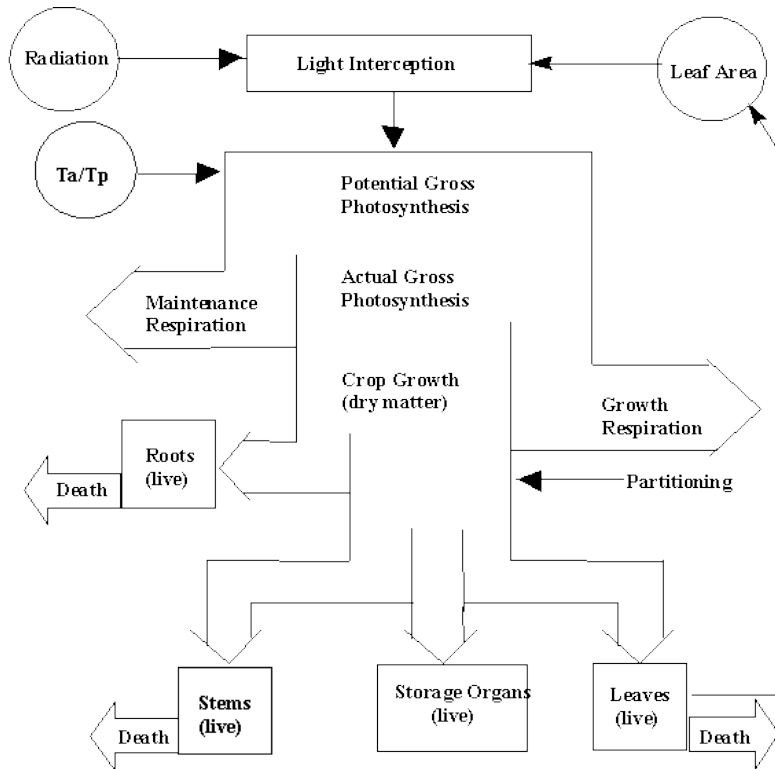 Radiation
Light Interception
Leaf Area
Ta/Tp
Potential Gross
Photosynthesis
Actual Gross
Photosynthesis
Maintenance
Respiration
Crop Growth
(dry matter)
Growth
Respiration
Roots
(live)
Death
Partitioning
Stems
(live)
Storage Organs
(live)
Leaves
(live)
Death
Death